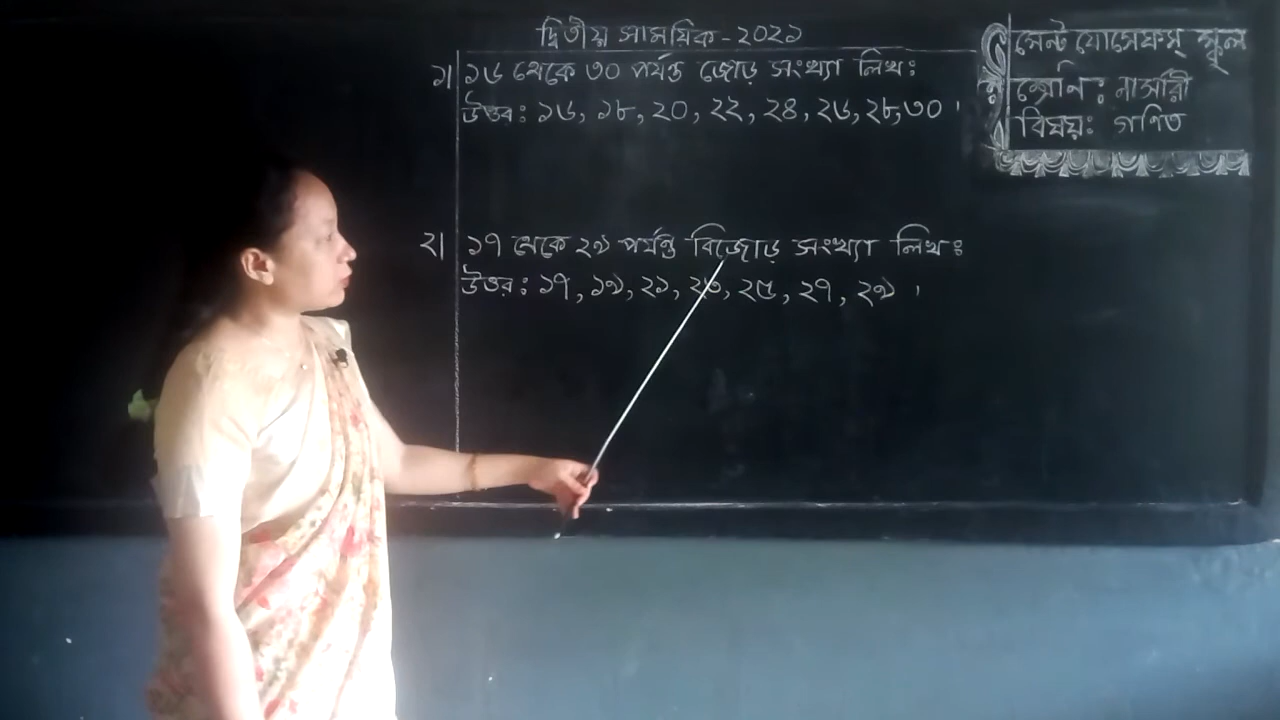 দ্বিতীয় সাময়িক - ২০২১
সেন্ট যোসেফস্ স্কুল
শ্রেনি : নার্সারী
বিষয়ঃ গণিত
১| ১৬ থেকে ৩০ পর্যন্ত জোড় সংখ্যা লিখঃ
উত্তরঃ ১৬, ১৮, ২০, ২২, ২৪, ২৬, ২৮, ৩০ ।
২| ১৭ থেকে ২৯ পর্যন্ত বিজোড় সংখ্যা লিখঃ
উত্তরঃ ১৭, ১৯, ২১, ২৩, ২৫, ২৭, ২৯ ।